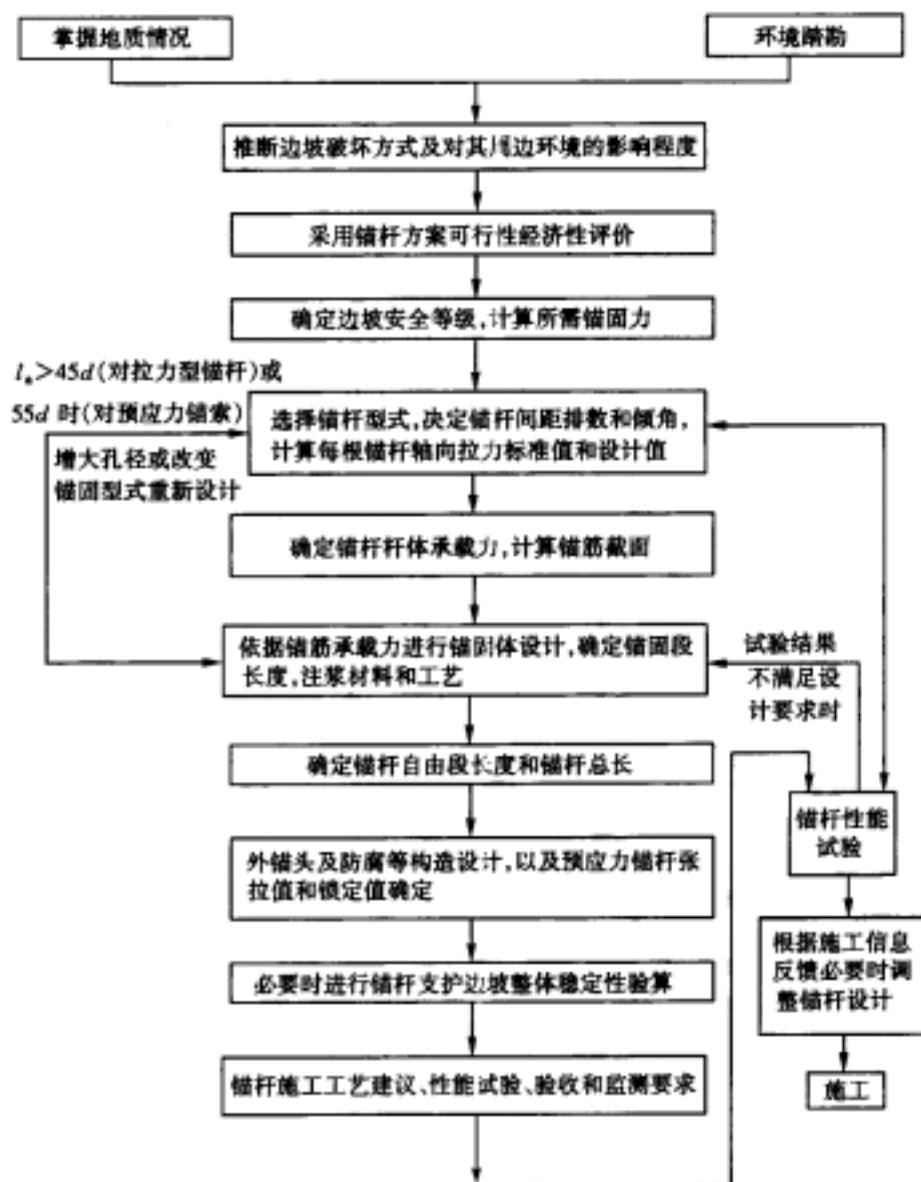 掌握地质情况
环境踏勘
推断边坡破坏方式及对其周边环境的影响程度
采用锚杆方案可行性经济性评价
确定边坡安全等级,计算所需锚固力
lₐ>45d(对拉力型锚杆)或
55d 时(对预应力锚索)
增大孔径或改变
锚固型式重新设计
选择锚杆型式,决定锚杆间距排数和倾角,
计算每根锚杆轴向拉力标准值和设计值
确定锚杆杆体承载力,计算锚筋截面
依据锚筋承载力进行锚固体设计,确定锚固段
长度,注浆材料和工艺
试验结果
不满足设
计要求时
确定锚杆自由段长度和锚杆总长
锚杆性能
试验
外锚头及防腐等构造设计,以及预应力锚杆张
拉值和锁定值确定
根据施工信息
反馈必要时调
整锚杆设计
必要时进行锚杆支护边坡整体稳定性验算
锚杆施工工艺建议、性能试验、验收和监测要求
施工